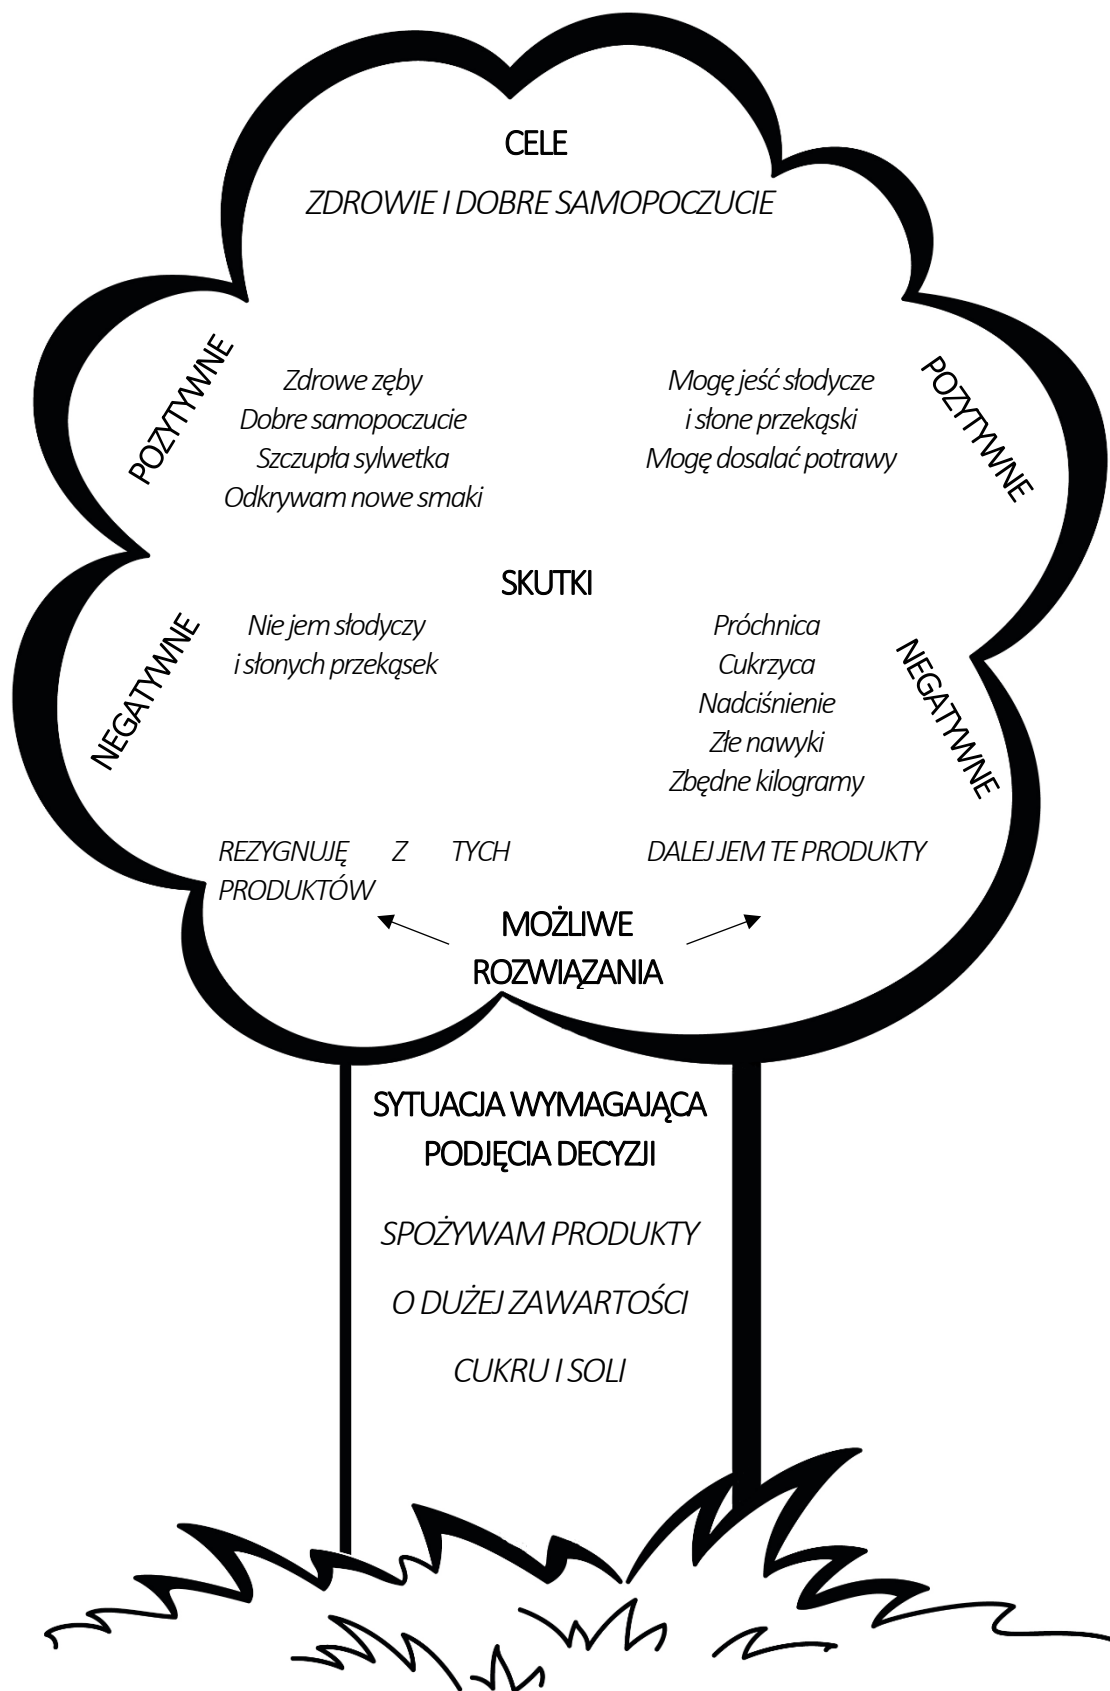 CELE
ZDROWIE I DOBRE SAMOPOCZUCIE
POZYTYWNE
Zdrowe zęby
Dobre samopoczucie
Szczupła sylwetka
Odkrywam nowe smaki
Mogę jeść słodycze
i słone przekąski
Mogę dosalać potrawy
POZYTYWNE
SKUTKI
NEGATYWNE
Nie jem słodyczy
i słonych przekąsek
Próchnica
Cukrzyca
Nadciśnienie
Złe nawyki
Zbędne kilogramy
NEGATYWNE
REZYGNUJĘ Z TYCH
PRODUKTÓW
DALEJ JEM TE PRODUKTY
MOŻLIWE
ROZWIĄZANIA
SYTUACJA WYMAGAJĄCA
PODJĘCIA DECYZJI
SPOŻYWAM PRODUKTY
O DUŻEJ ZAWARTOŚCI
CUKRU I SOLI